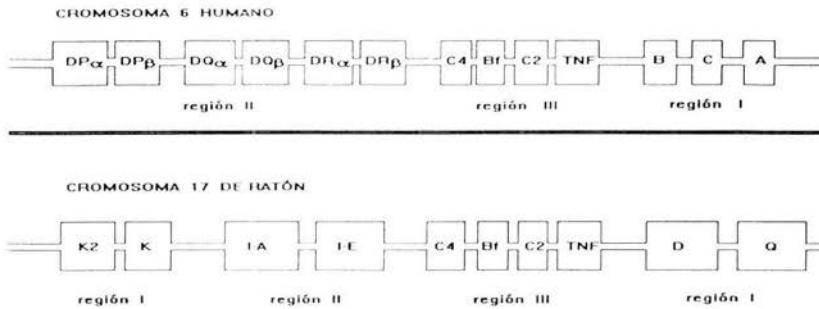 CROMOSOMA 6 HUMANO
DPα DPβ DQα DQβ DRα DRβ C4 Bf C2 TNF B C A
región II región III región I
CROMOSOMA 17 DE RATÓN
K2 K I-A I-E C4 Bf C2 TNF D Q
región I región II región III región I